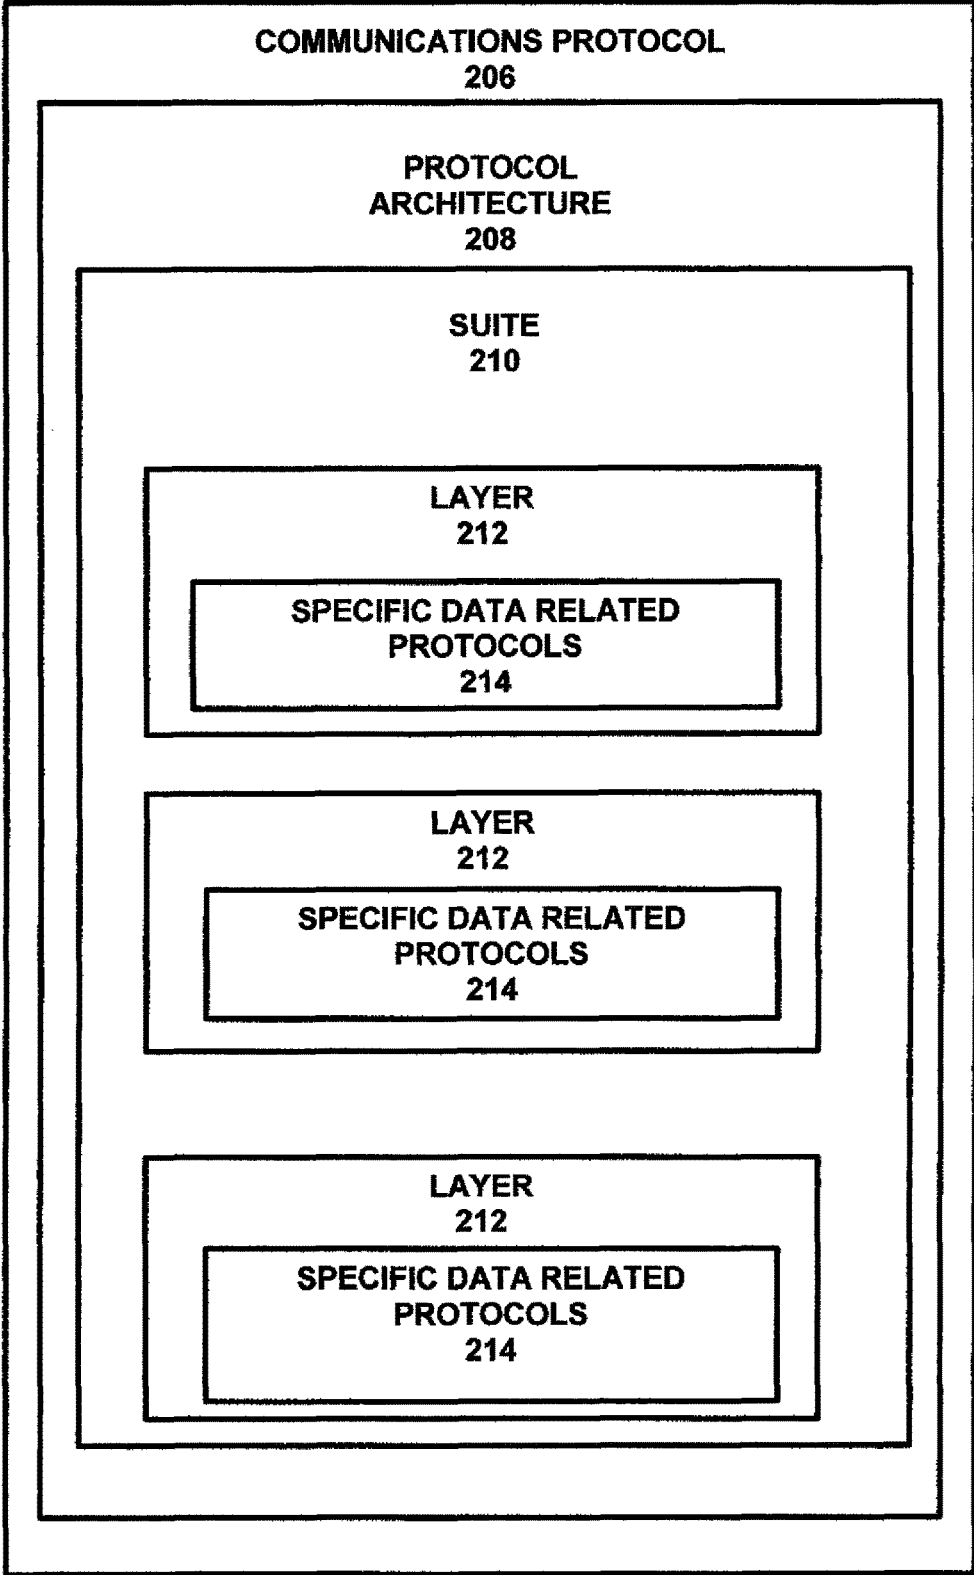 COMMUNICATIONS PROTOCOL
206
PROTOCOL
ARCHITECTURE
208
SUITE
210
LAYER
212
SPECIFIC DATA RELATED
PROTOCOLS
214
LAYER
212
SPECIFIC DATA RELATED
PROTOCOLS
214
LAYER
212
SPECIFIC DATA RELATED
PROTOCOLS
214